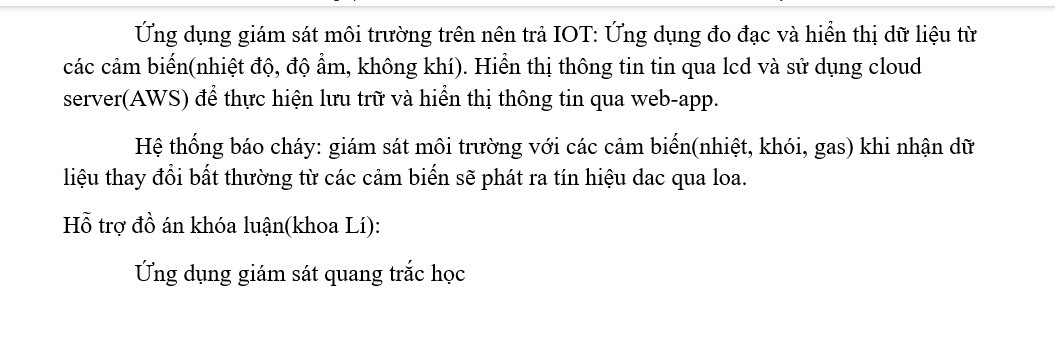 Ứng dụng giám sát môi trường trên nên trả IOT: Ứng dụng đo đạc và hiển thị dữ liệu từ
các cảm biến(nhiệt độ, độ ẩm, không khí). Hiển thị thông tin tin qua lcd và sử dụng cloud
server(AWS) để thực hiện lưu trữ và hiển thị thông tin qua web-app.
Hệ thống báo cháy: giám sát môi trường với các cảm biến(nhiệt, khói, gas) khi nhận dữ
liệu thay đổi bất thường từ các cảm biến sẽ phát ra tín hiệu dac qua loa.
Hỗ trợ đồ án khóa luận(khoa Lí):
Ứng dụng giám sát quang trắc học